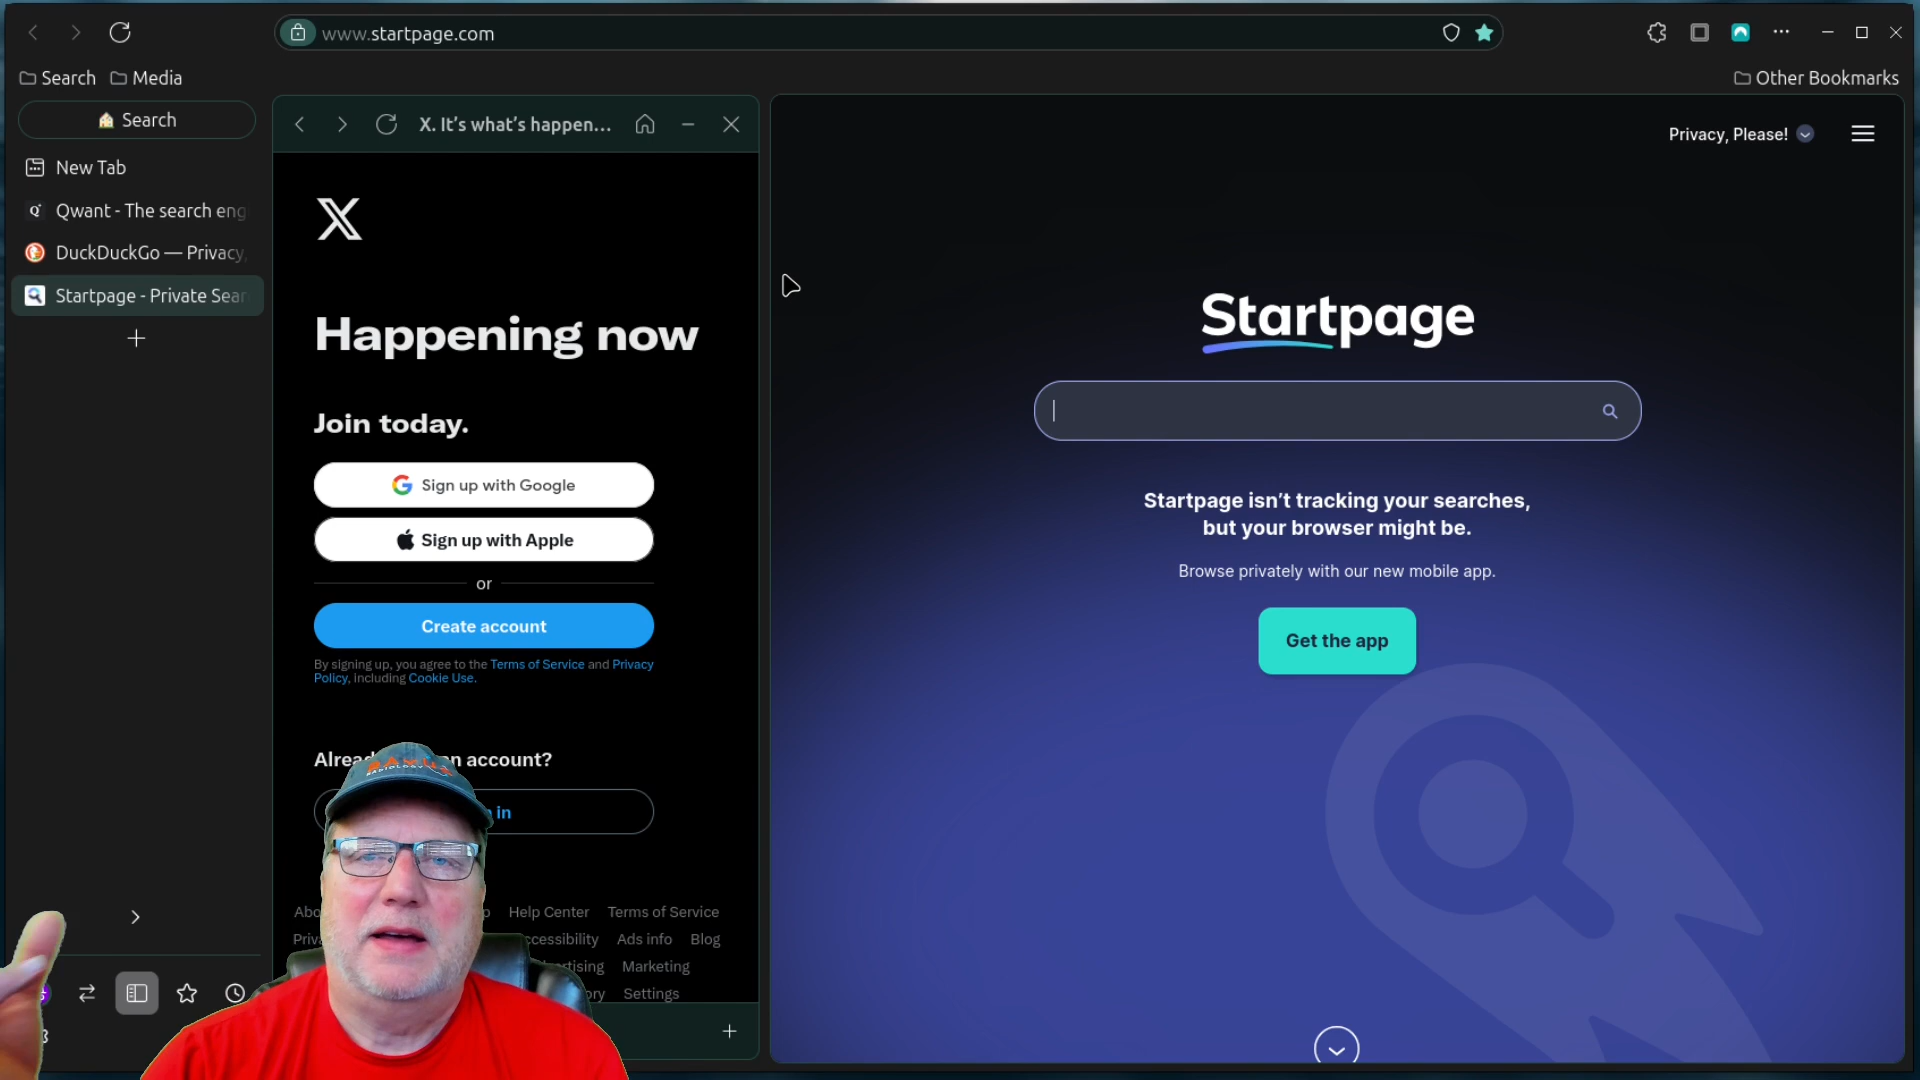 www.startpage.com
Search
Media
Other Bookmarks
Search
New Tab
Qwant - The search eng
DuckDuckGo — Privacy,
Startpage - Private Sear
X. It's what's happen...
X
Happening now
Join today.
Sign up with Google
Sign up with Apple
or
Create account
By signing up, you agree to the Terms of Service and Privacy
Policy, including Cookie Use.
account?
in
Help Center
Terms of Service
Ads info
Blog
Marketing
Settings
Privacy, Please!
Startpage
Startpage isn't tracking your searches,
but your browser might be.
Browse privately with our new mobile app.
Get the app